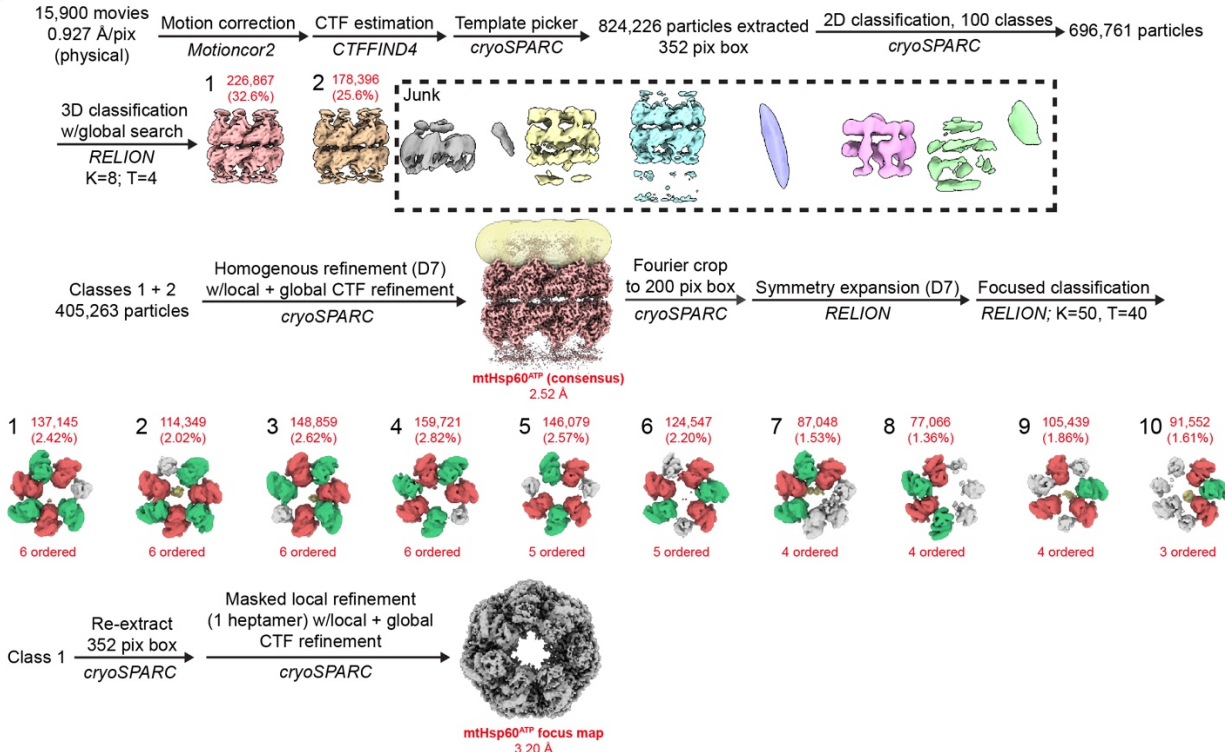 15,900 movies
0.927 Å/pix
(physical)
Motion correction
Motioncor2
CTF estimation
CTFFIND4
Template picker
cryoSPARC
824,226 particles extracted
352 pix box
2D classification, 100 classes
cryoSPARC
696,761 particles
3D classification
w/global search
RELION
K=8; T=4
1 226,867
(32.6%)
2 178,396
(25.6%)
Junk
Classes 1 + 2
405,263 particles
Homogenous refinement (D7)
w/local + global CTF refinement
cryoSPARC
mtHsp60ATP (consensus)
2.52 Å
Fourier crop
to 200 pix box
cryoSPARC
Symmetry expansion (D7)
RELION
Focused classification
RELION; K=50, T=40
1 137,145
(2.42%)
6 ordered
2 114,349
(2.02%)
6 ordered
3 148,859
(2.62%)
6 ordered
4 159,721
(2.82%)
6 ordered
5 146,079
(2.57%)
5 ordered
6 124,547
(2.20%)
5 ordered
7 87,048
(1.53%)
4 ordered
8 77,066
(1.36%)
4 ordered
9 105,439
(1.86%)
4 ordered
10 91,552
(1.61%)
3 ordered
Class 1
Re-extract
352 pix box
cryoSPARC
Masked local refinement
(1 heptamer) w/local + global
CTF refinement
cryoSPARC
mtHsp60ATP focus map
3.20 Å